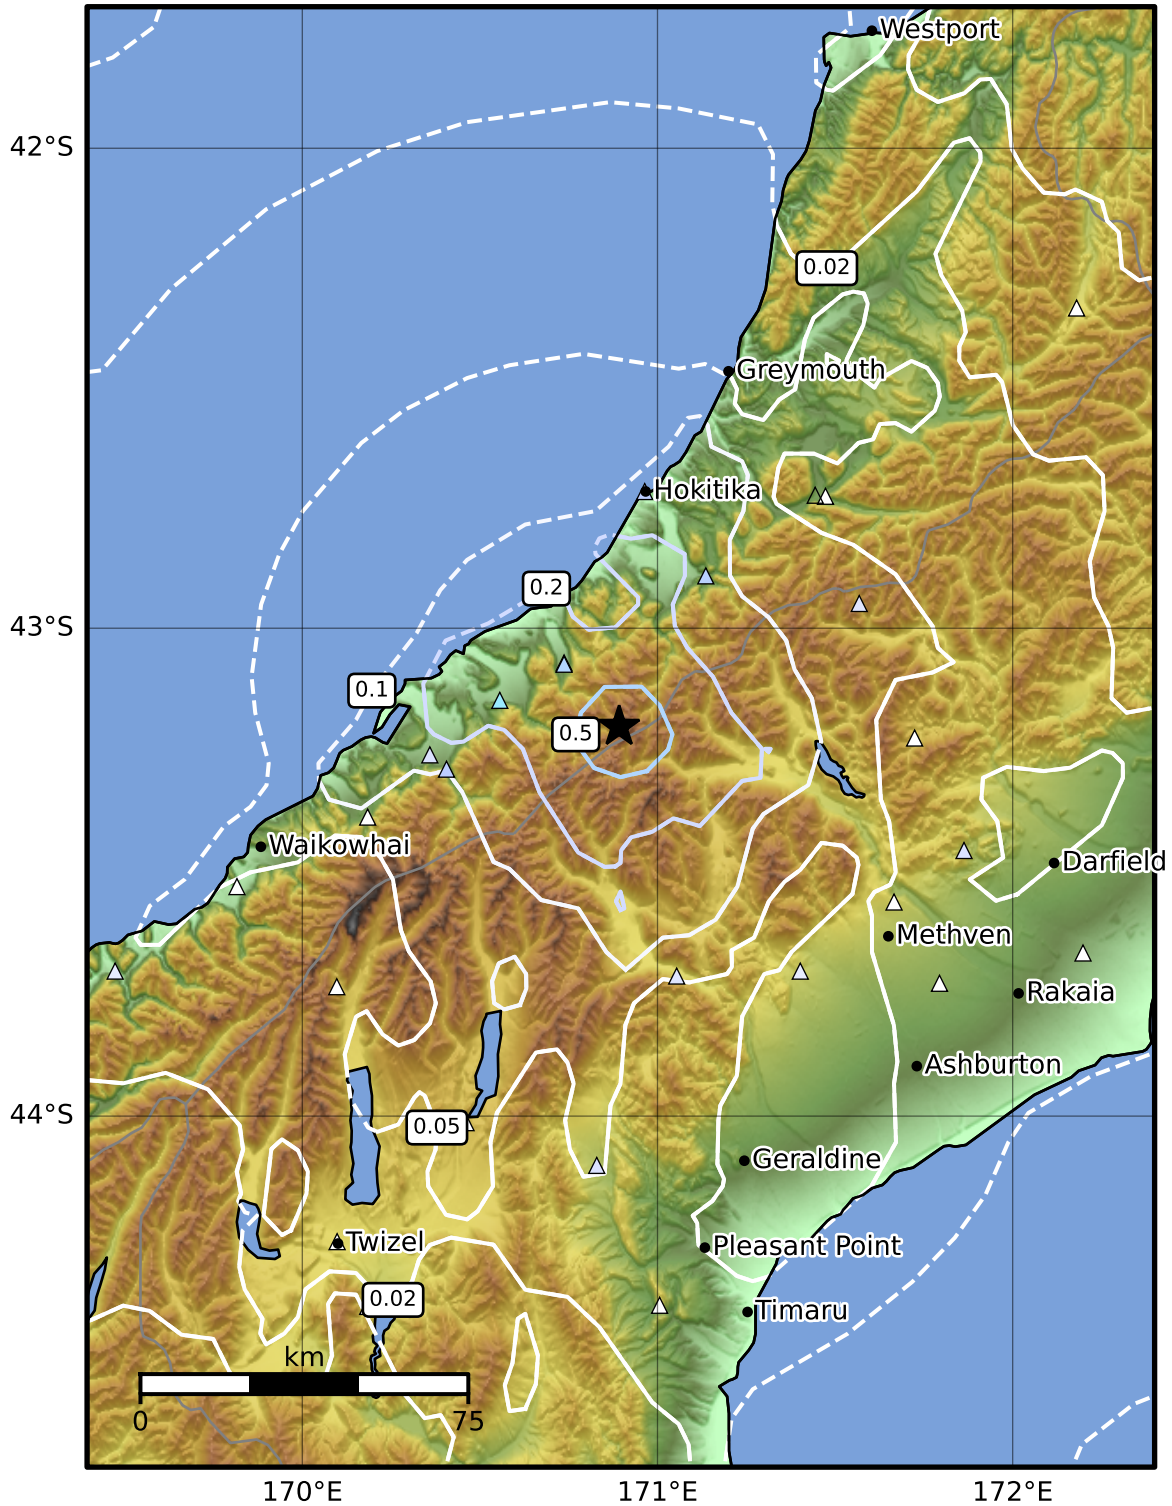 Westport
42°S
0.02
Greymouth
Hokitika
0.2
43°S
0.1
0.5
Waikowhai
Darfield
Methven
Rakaia
Ashburton
44°S
0.05
Geraldine
Twizel
Pleasant Point
0.02
Timaru
km
0 75
170°E 171°E 172°E